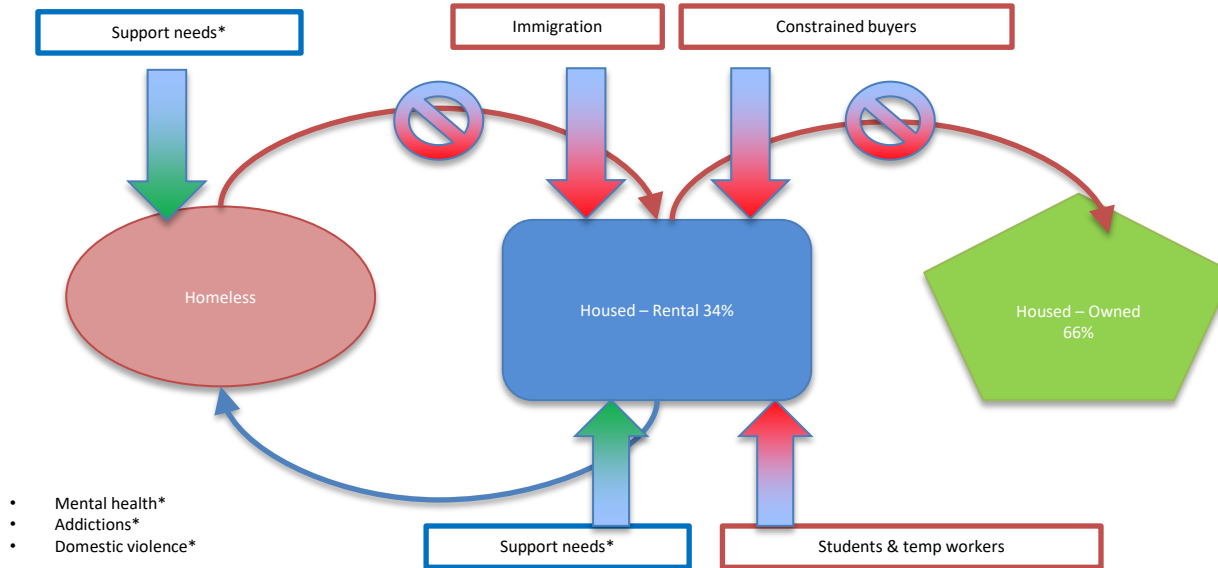 Support needs*
Immigration
Constrained buyers
Homeless
Housed – Rental 34%
Housed – Owned
66%
• Mental health*
• Addictions*
• Domestic violence*
Support needs*
Students & temp workers